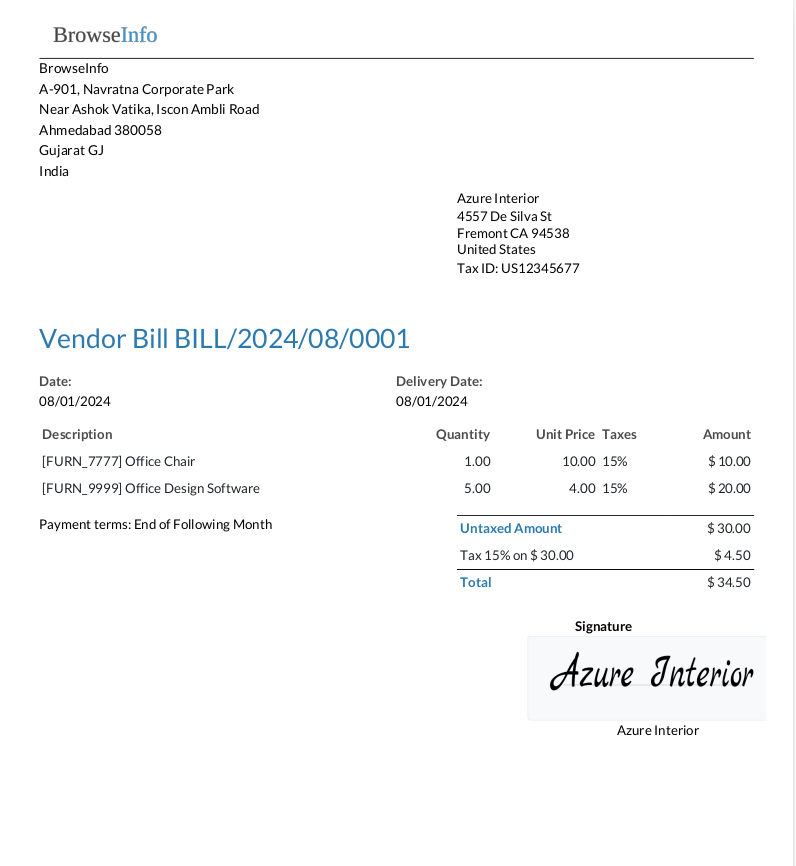 BrowseInfo
BrowseInfo
A-901, Navratna Corporate Park
Near Ashok Vatika, Iscon Ambli Road
Ahmedabad 380058
Gujarat GJ
India
Azure Interior
4557 De Silva St
Fremont CA 94538
United States
Tax ID: US12345677
Vendor Bill BILL/2024/08/0001
Date: Delivery Date:
08/01/2024 08/01/2024
Description Quantity Unit Price Taxes Amount
[FURN_7777] Office Chair 1.00 10.00 15% $ 10.00
[FURN_9999] Office Design Software 5.00 4.00 15% $ 20.00
Payment terms: End of Following Month
Untaxed Amount $ 30.00
Tax 15% on $ 30.00 $ 4.50
Total $ 34.50
Signature
Azure Interior
Azure Interior